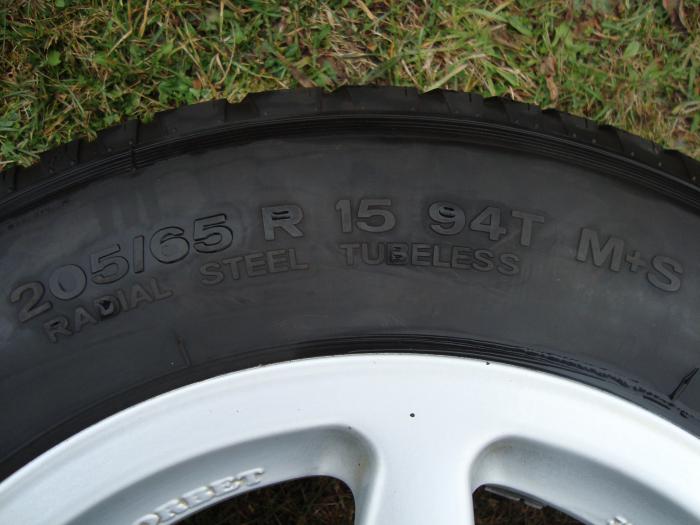 205/65 R 15 94T M+S
RADIAL STEEL TUBELESS